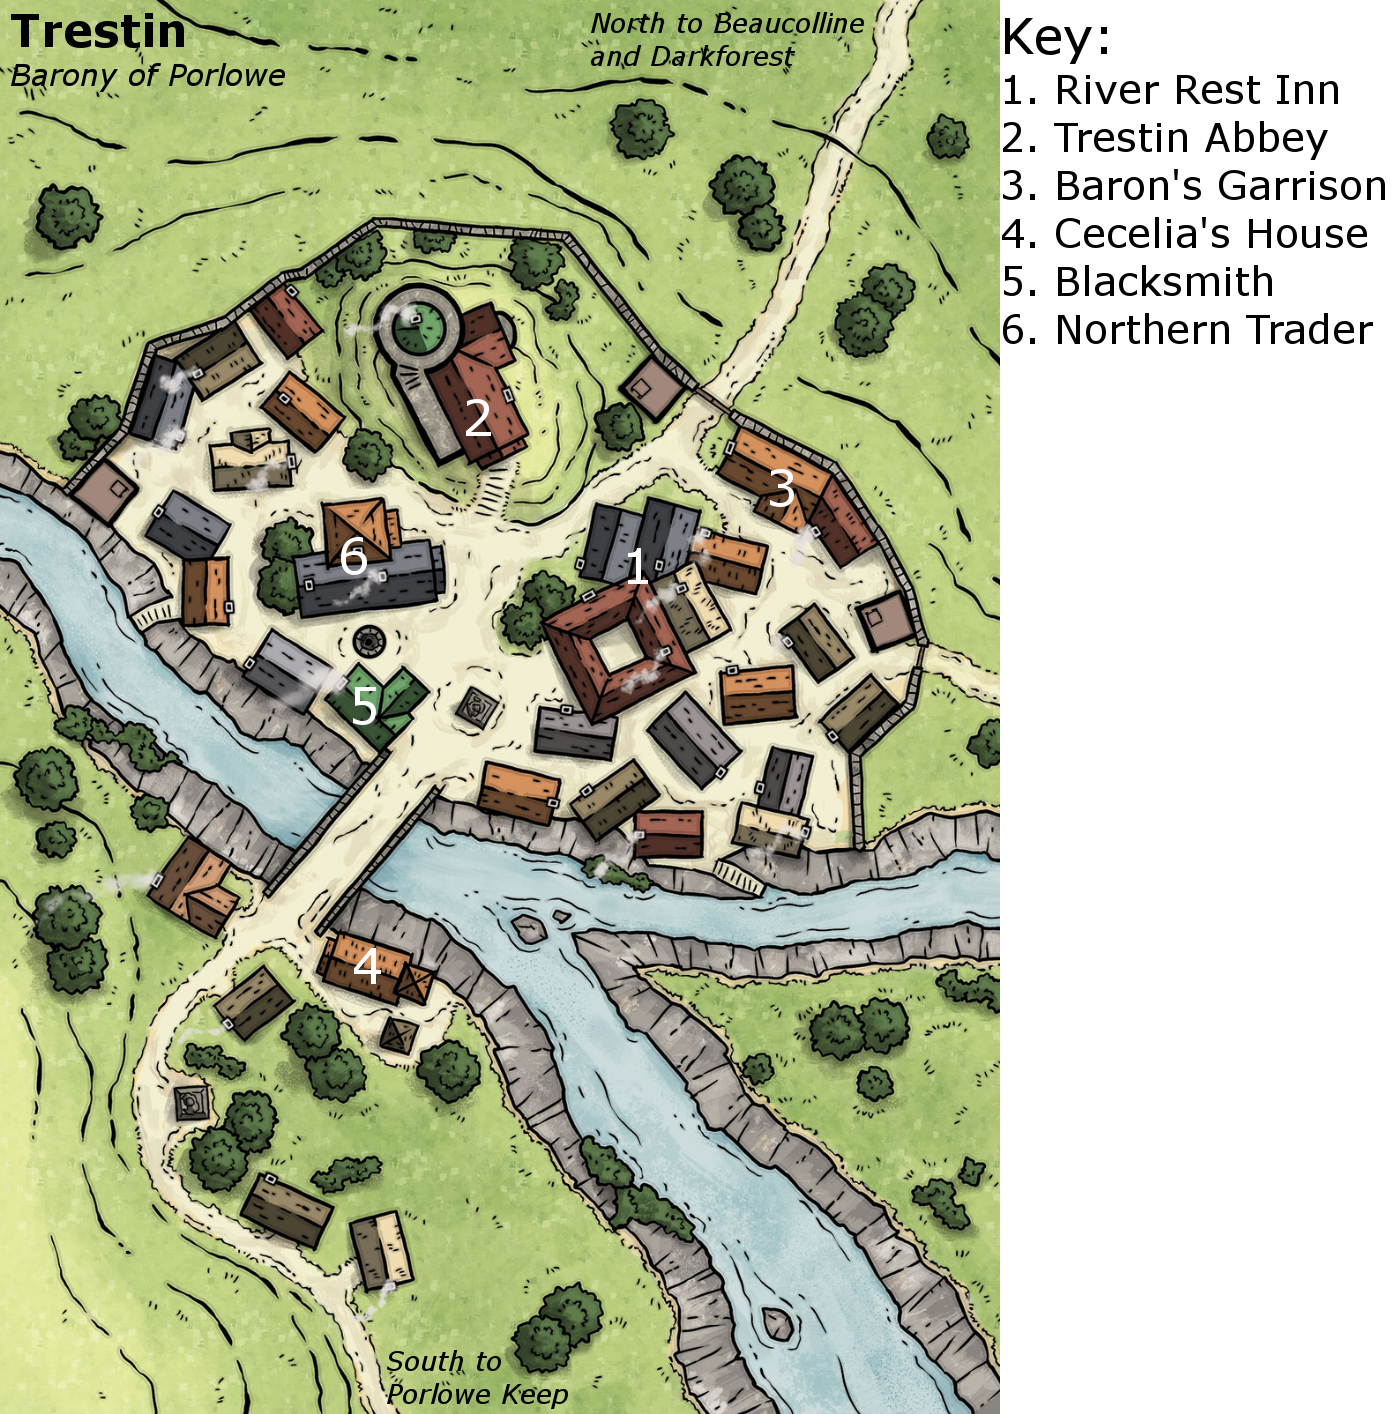 Trestin
Barony of Porlowe
North to Beaucolline
and Darkforest
Key:
1. River Rest Inn
2. Trestin Abbey
3. Baron's Garrison
4. Cecelia's House
5. Blacksmith
6. Northern Trader
2
3
6
1
5
4
South to
Porlowe Keep